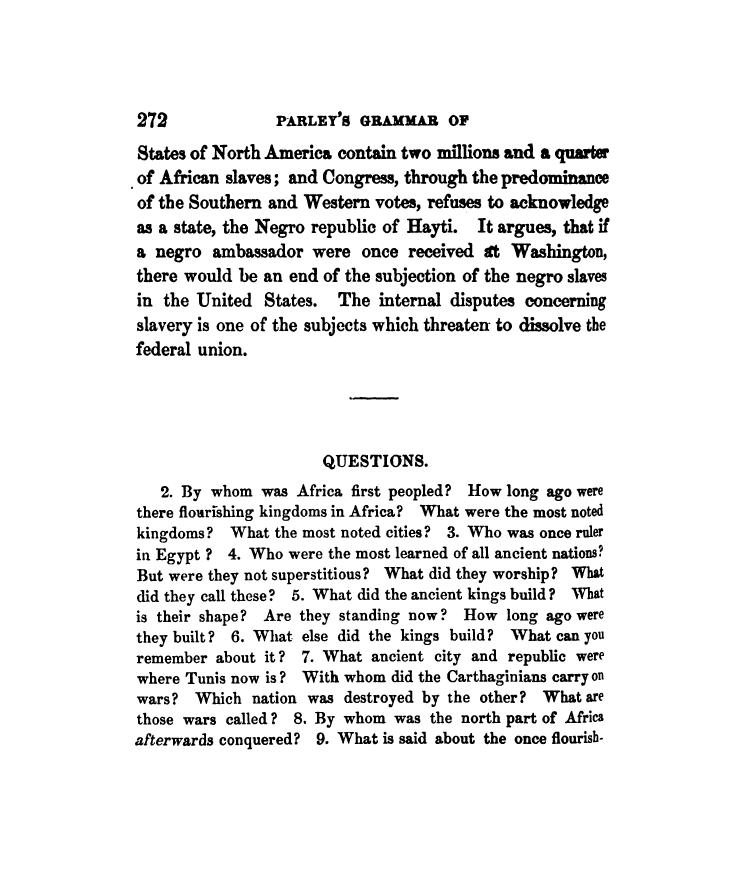 272 PARLEY'S GRAMMAR OF
States of North America contain two millions and a quarter
of African slaves; and Congress, through the predominance
of the Southern and Western votes, refuses to acknowledge
as a state, the Negro republic of Hayti. It argues, that if
a negro ambassador were once received at Washington,
there would be an end of the subjection of the negro slaves
in the United States. The internal disputes concerning
slavery is one of the subjects which threaten to dissolve the
federal union.
QUESTIONS.
2. By whom was Africa first peopled? How long ago were
there flourishing kingdoms in Africa? What were the most noted
kingdoms? What the most noted cities? 3. Who was once ruler
in Egypt? 4. Who were the most learned of all ancient nations?
But were they not superstitious? What did they worship? What
did they call these? 5. What did the ancient kings build? What
is their shape? Are they standing now? How long ago were
they built? 6. What else did the kings build? What can you
remember about it? 7. What ancient city and republic were
where Tunis now is? With whom did the Carthaginians carry on
wars? Which nation was destroyed by the other? What are
those wars called? 8. By whom was the north part of Africa
afterwards conquered? 9. What is said about the once flourish-